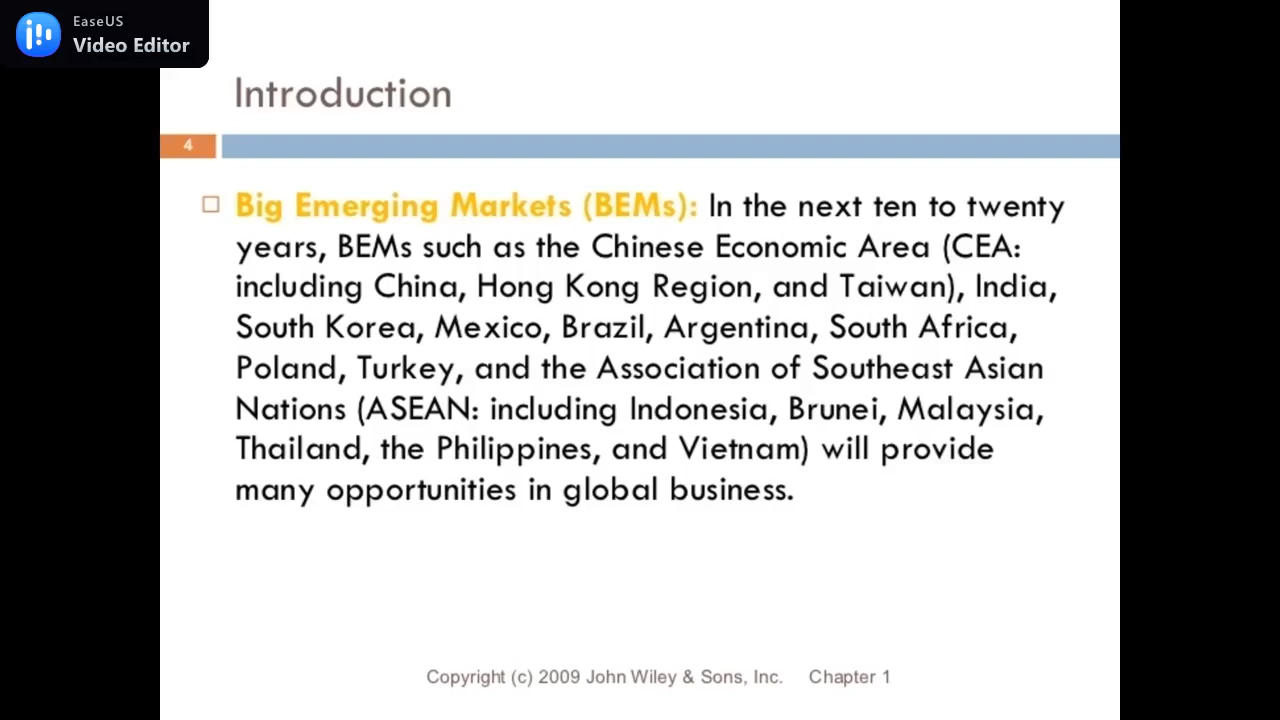 EaseUS
Video Editor
Introduction
4
Big Emerging Markets (BEMs): In the next ten to twenty
years, BEMs such as the Chinese Economic Area (CEA:
including China, Hong Kong Region, and Taiwan), India,
South Korea, Mexico, Brazil, Argentina, South Africa,
Poland, Turkey, and the Association of Southeast Asian
Nations (ASEAN: including Indonesia, Brunei, Malaysia,
Thailand, the Philippines, and Vietnam) will provide
many opportunities in global business.
Copyright (c) 2009 John Wiley & Sons, Inc. Chapter 1